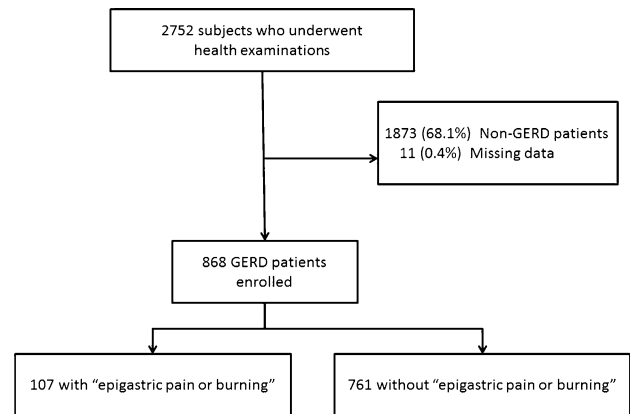 2752 subjects who underwent
health examinations
1873 (68.1%) Non-GERD patients
11 (0.4%) Missing data
868 GERD patients
enrolled
107 with “epigastric pain or burning”
761 without “epigastric pain or burning”